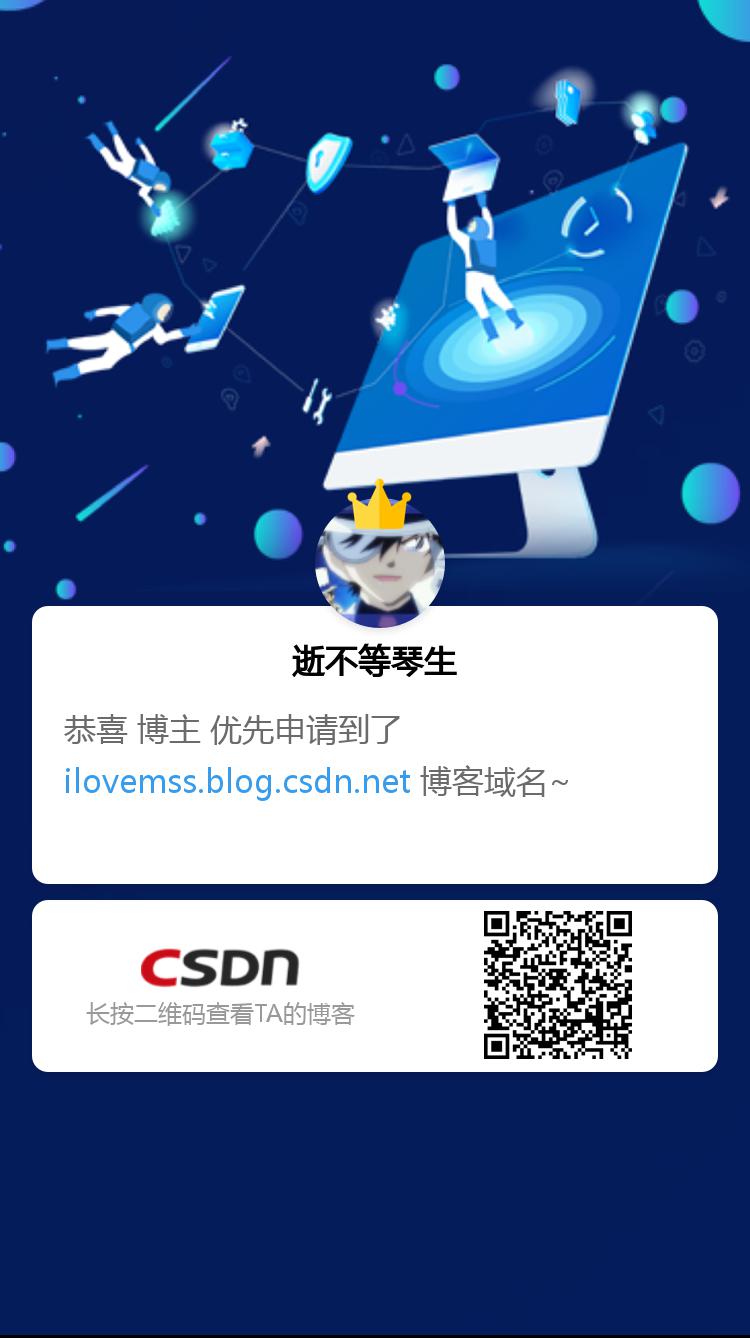 逝不等琴生
恭喜 博主 优先申请到了
ilovemss.blog.csdn.net 博客域名~
CSDN
长按二维码查看TA的博客